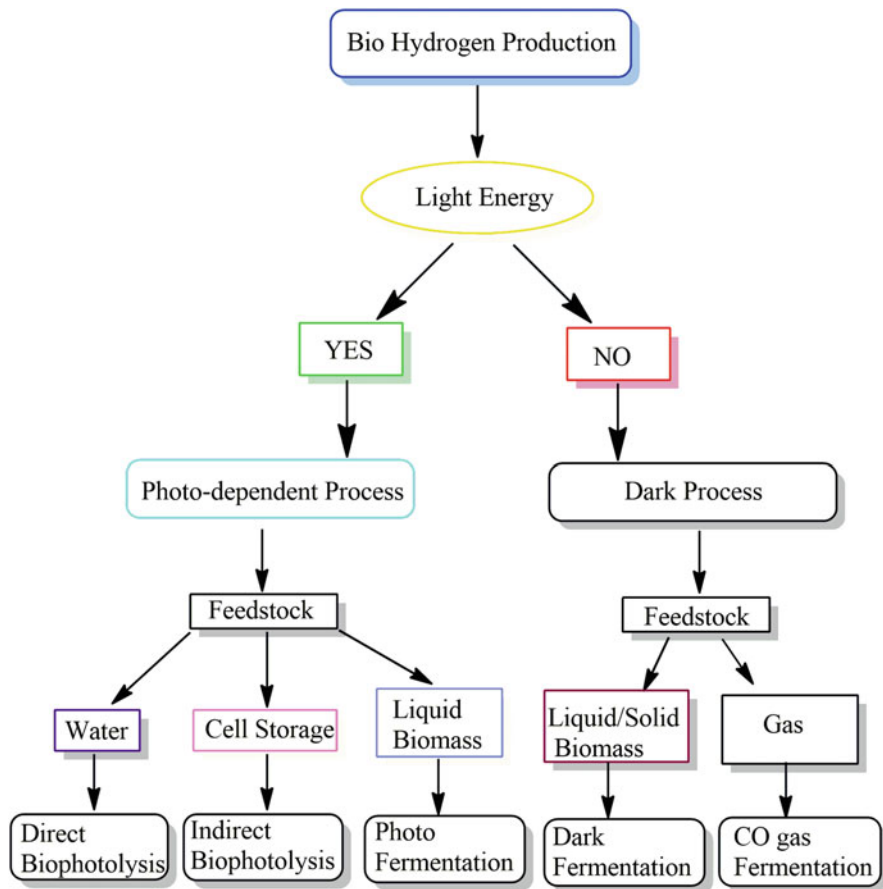 Bio Hydrogen Production
Light Energy
YES
NO
Photo-dependent Process
Dark Process
Feedstock
Feedstock
Water
Cell Storage
Liquid
Biomass
Liquid/Solid
Biomass
Gas
Direct
Biophotolysis
Indirect
Biophotolysis
Photo
Fermentation
Dark
Fermentation
CO gas
Fermentation